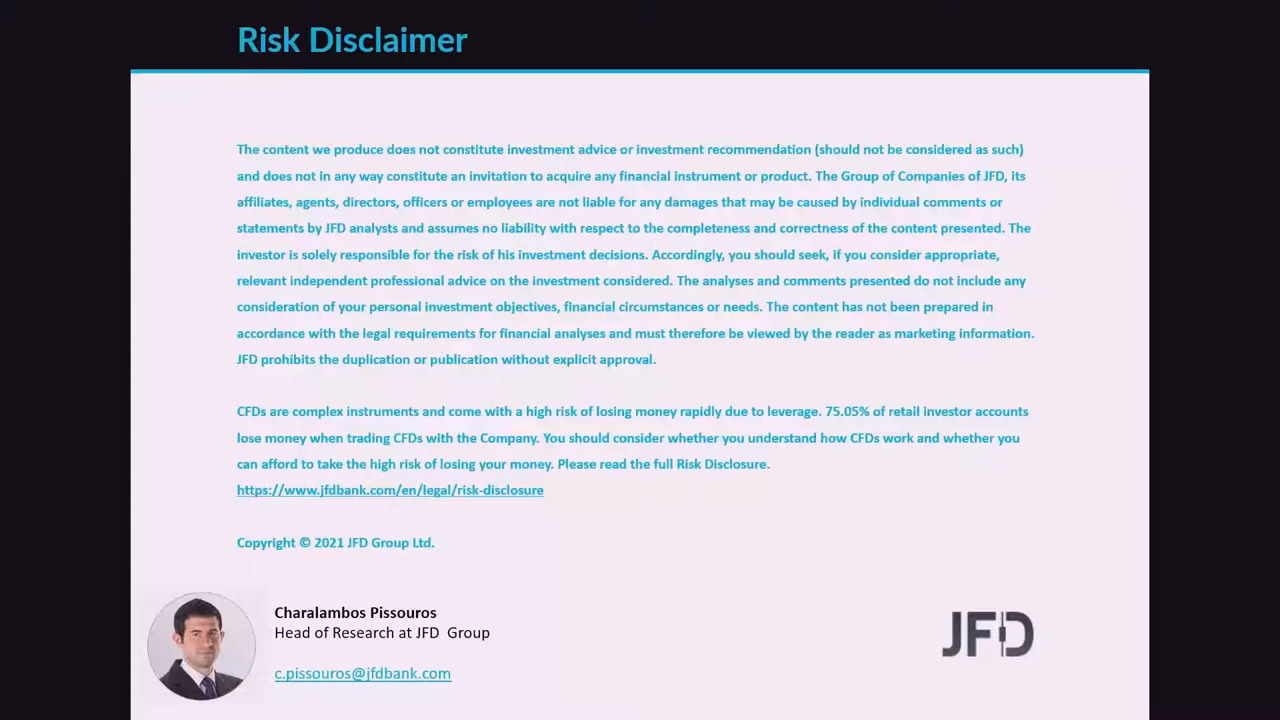 Risk Disclaimer
The content we produce does not constitute investment advice or investment recommendation (should not be considered as such)
and does not in any way constitute an invitation to acquire any financial instrument or product. The Group of Companies of JFD, its
affiliates, agents, directors, officers or employees are not liable for any damages that may be caused by individual comments or
statements by JFD analysts and assumes no liability with respect to the completeness and correctness of the content presented. The
investor is solely responsible for the risk of his investment decisions. Accordingly, you should seek, if you consider appropriate,
relevant independent professional advice on the investment considered. The analyses and comments presented do not include any
consideration of your personal investment objectives, financial circumstances or needs. The content has not been prepared in
accordance with the legal requirements for financial analyses and must therefore be viewed by the reader as marketing information.
JFD prohibits the duplication or publication without explicit approval.
CFDs are complex instruments and come with a high risk of losing money rapidly due to leverage. 75.05% of retail investor accounts
lose money when trading CFDs with the Company. You should consider whether you understand how CFDs work and whether you
can afford to take the high risk of losing your money. Please read the full Risk Disclosure.
https://www.jfdbank.com/en/legal/risk-disclosure
Copyright © 2021 JFD Group Ltd.
Charalambos Pissouros
Head of Research at JFD Group
c.pissouros@jfdbank.com
JFD